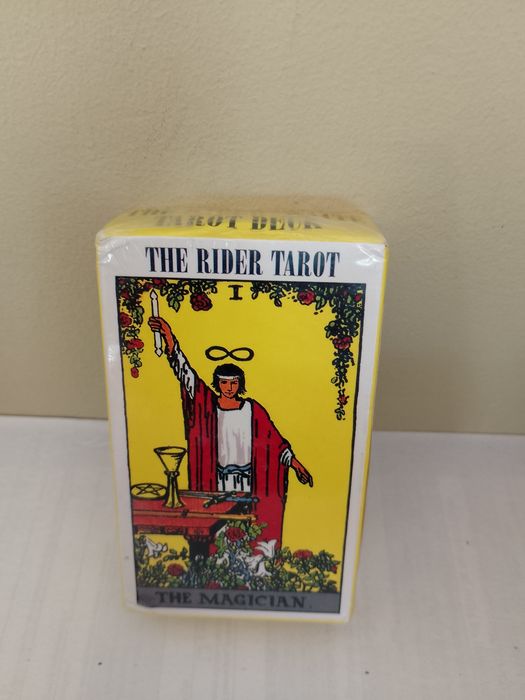 TAROT DECK
THE RIDER TAROT
I
THE MAGICIAN.